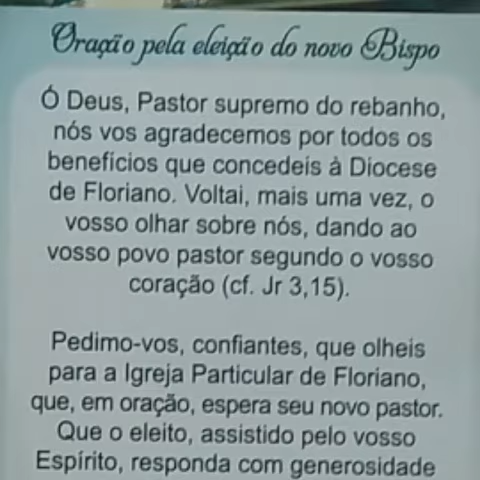 Oração pela eleição do novo Bispo
Ó Deus, Pastor supremo do rebanho,
nós vos agradecemos por todos os
benefícios que concedeis à Diocese
de Floriano. Voltai, mais uma vez, o
vosso olhar sobre nós, dando ao
vosso povo pastor segundo o vosso
coração (cf. Jr 3,15).
Pedimo-vos, confiantes, que olheis
para a Igreja Particular de Floriano,
que, em oração, espera seu novo pastor.
Que o eleito, assistido pelo vosso
Espírito, responda com generosidade